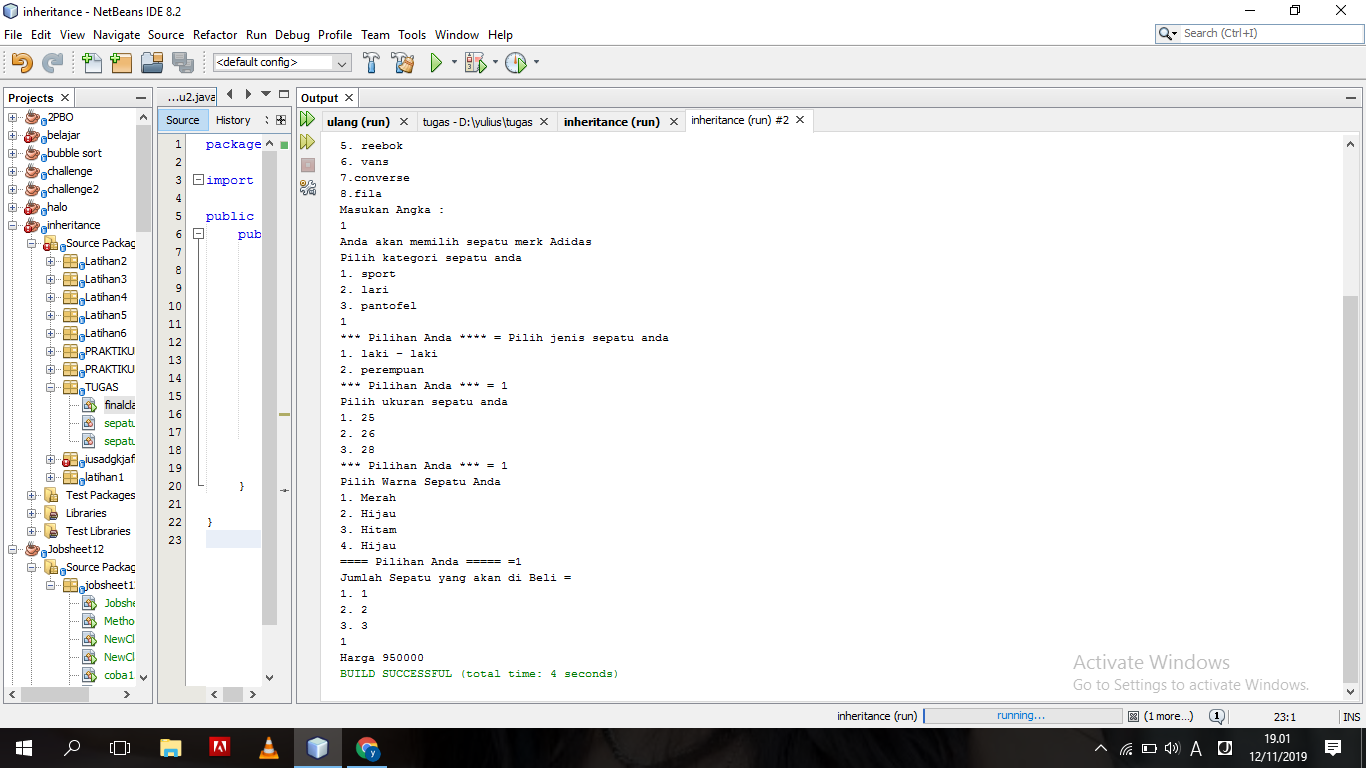 inheritance - NetBeans IDE 8.2
File Edit View Navigate Source Refactor Run Debug Profile Team Tools Window Help
Search (Ctrl+I)
<default config>
Projects
2PBO
belajar
bubble sort
challenge
challenge2
halo
inheritance
Source Packag
Latihan2
Latihan3
Latihan4
Latihan5
Latihan6
PRAKTIKU
PRAKTIKU
TUGAS
finalcla
sepatu
sepatu
iusadgkjaf
latihan1
Test Packages
Libraries
Test Libraries
Jobsheet12
Source Packag
jobsheet1
Jobshe
Metho
NewCl
NewCl
coba1
...u2.java
Source History
1 package
2
3 import
4
5 public
6 pub
7
8
9
10
11
12
13
14
15
16
17
18
19
20 }
21
22 }
23
Output
ulang (run) tugas - D:\yulius\tugas inheritance (run) inheritance (run) #2
5. reebok
6. vans
7.converse
8.fila
Masukan Angka :
1
Anda akan memilih sepatu merk Adidas
Pilih kategori sepatu anda
1. sport
2. lari
3. pantofel
1
*** Pilihan Anda **** = Pilih jenis sepatu anda
1. laki - laki
2. perempuan
*** Pilihan Anda *** = 1
Pilih ukuran sepatu anda
1. 25
2. 26
3. 28
*** Pilihan Anda *** = 1
Pilih Warna Sepatu Anda
1. Merah
2. Hijau
3. Hitam
4. Hijau
==== Pilihan Anda ===== =1
Jumlah Sepatu yang akan di Beli =
1. 1
2. 2
3. 3
1
Harga 950000
BUILD SUCCESSFUL (total time: 4 seconds)
Activate Windows
Go to Settings to activate Windows.
inheritance (run) running... (1 more...) 1 23:1 INS
19.01
12/11/2019